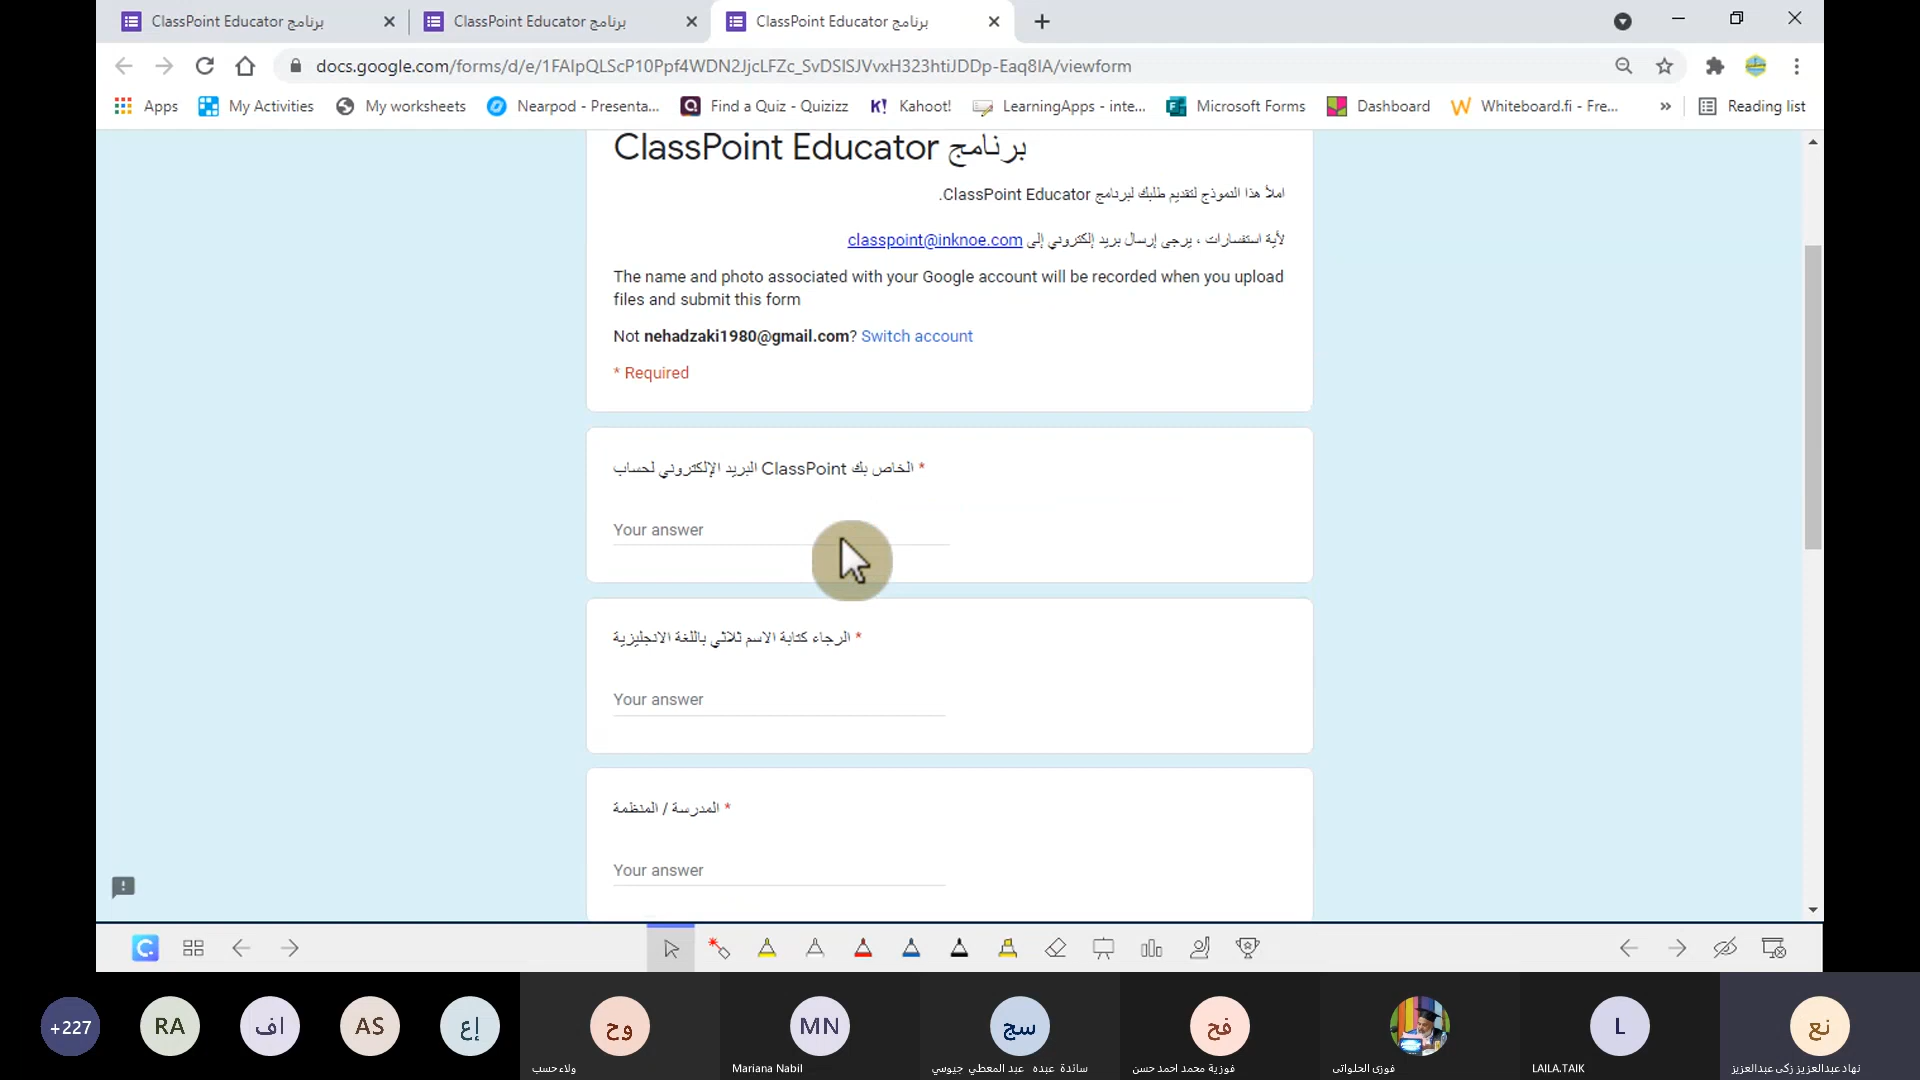 ClassPoint Educator برنامج
ClassPoint Educator برنامج
ClassPoint Educator برنامج
docs.google.com/forms/d/e/1FAIpQLScP10Ppf4WDN2JjcLFZc_SvDSISJVvxH323htiJDDp-Eaq8IA/viewform
Apps
My Activities
My worksheets
Nearpod - Presenta...
Find a Quiz - Quizizz
K! Kahoot!
LearningApps - inte...
Microsoft Forms
Dashboard
Whiteboard.fi - Fre...
»
Reading list
ClassPoint Educator برنامج
املأ هذا النموذج لتقديم طلبك لبرنامج ClassPoint Educator.
لأية استفسارات ، يرجى إرسال بريد إلكتروني إلى classpoint@inknoe.com
The name and photo associated with your Google account will be recorded when you upload
files and submit this form
Not nehadzaki1980@gmail.com? Switch account
* Required
البريد الإلكتروني لحساب ClassPoint الخاص بك *
Your answer
الرجاء كتابة الاسم ثلاثي باللغة الانجليزية *
Your answer
المدرسة / المنظمة *
Your answer
+227
RA
اف
AS
إع
وح
MN
سج
فح
L
نع
ولاءحسب
Mariana Nabil
سائدة عبده عبد المعطي جيوسي
فوزية محمد احمد حسن
فوزى الحلواتى
LAILA.TAIK
نهاد عبدالعزيز زكى عبدالعزيز